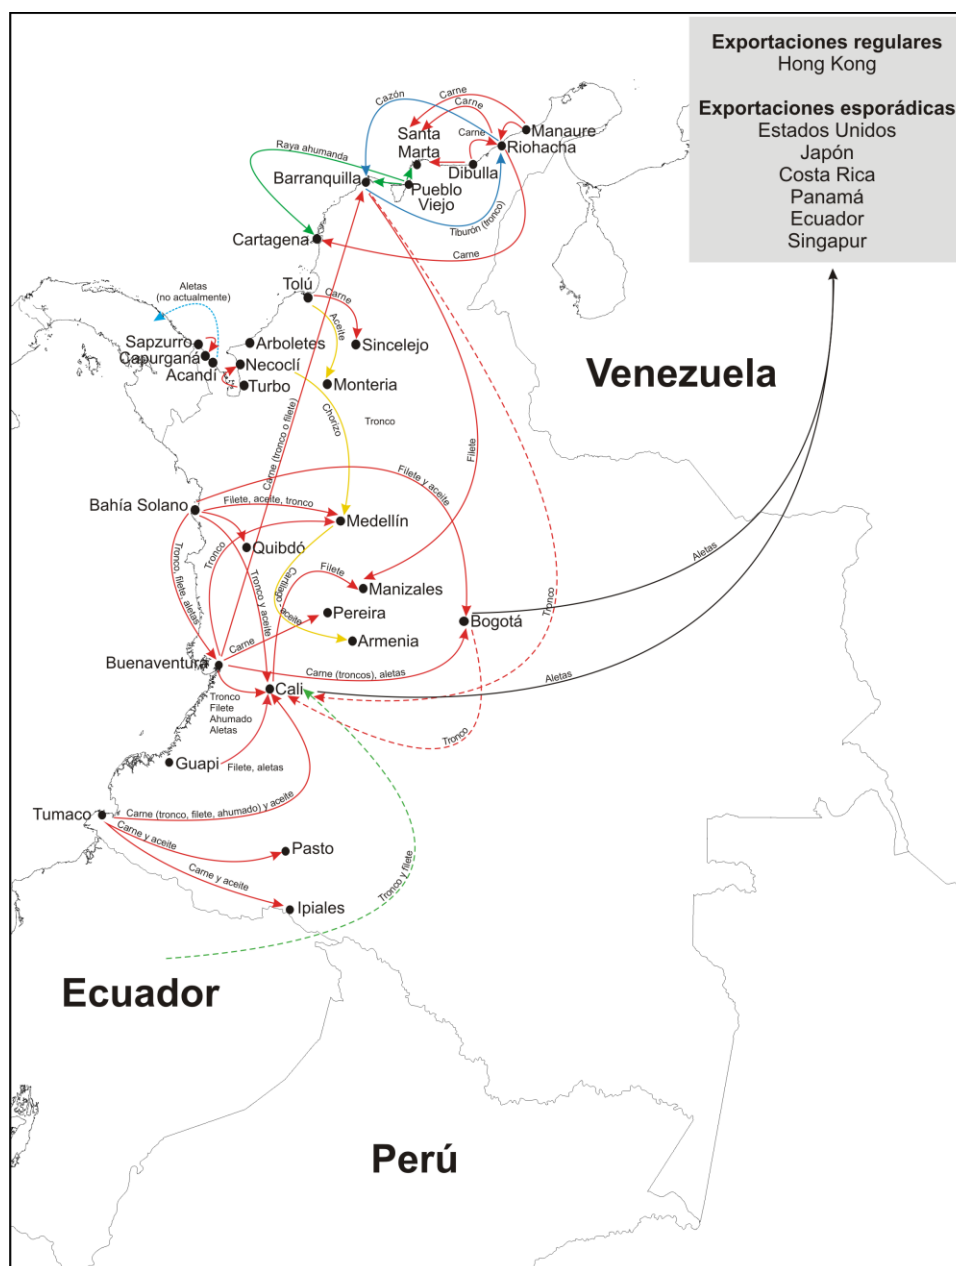 Exportaciones regulares
Hong Kong
Exportaciones esporádicas
Estados Unidos
Japón
Costa Rica
Panamá
Ecuador
Singapur
Carne
Cazón
Carne
Santa
Marta
Carne
Manaure
Riohacha
Raya ahumanda
Barranquilla
Dibulla
Pueblo
Viejo
Tiburón (tronco)
Cartagena
Carne
Aletas
(no actualmente)
Tolú
Carne
Aceite
Sapzurro
Capurganá
Acandí
Arboletes
Necoclí
Turbo
Sincelejo
Monteria
Venezuela
Chorizo
Tronco
Carne (tronco o filete)
Filete
Filete y aceite
Bahía Solano
Filete, aceite, tronco
Medellín
Quibdó
Tronco
Tronco, filete, aletas
Tronco y aceite
Cartílago
aceite
Filete
Manizales
Pereira
Armenia
Bogotá
Tronco
Aletas
Buenaventura
Carne
Carne (troncos), aletas
Aletas
Cali
Tronco
Filete
Ahumado
Aletas
Tronco
Guapi
Filete, aletas
Tumaco
Carne (tronco, filete, ahumado) y aceite
Carne y aceite
Pasto
Carne y aceite
Ipiales
Tronco y filete
Ecuador
Perú